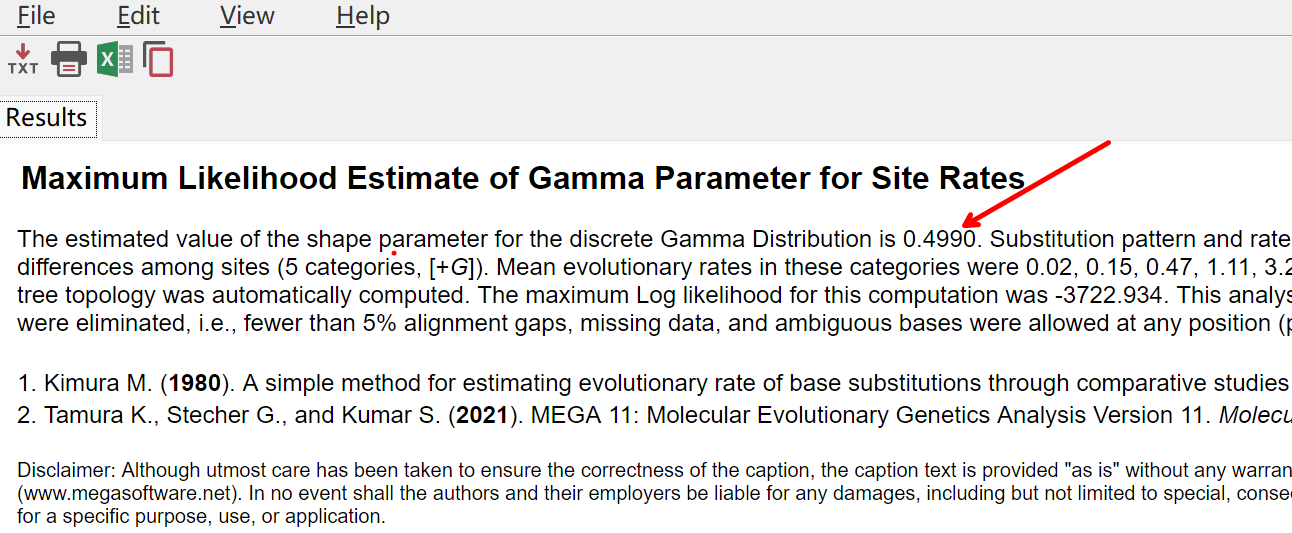 File Edit View Help
TXT
Results
Maximum Likelihood Estimate of Gamma Parameter for Site Rates
The estimated value of the shape parameter for the discrete Gamma Distribution is 0.4990. Substitution pattern and rate
differences among sites (5 categories, [+G]). Mean evolutionary rates in these categories were 0.02, 0.15, 0.47, 1.11, 3.2
tree topology was automatically computed. The maximum Log likelihood for this computation was -3722.934. This analys
were eliminated, i.e., fewer than 5% alignment gaps, missing data, and ambiguous bases were allowed at any position (p
1. Kimura M. (1980). A simple method for estimating evolutionary rate of base substitutions through comparative studies
2. Tamura K., Stecher G., and Kumar S. (2021). MEGA 11: Molecular Evolutionary Genetics Analysis Version 11. Molecu
Disclaimer: Although utmost care has been taken to ensure the correctness of the caption, the caption text is provided "as is" without any warran
(www.megasoftware.net). In no event shall the authors and their employers be liable for any damages, including but not limited to special, conse
for a specific purpose, use, or application.